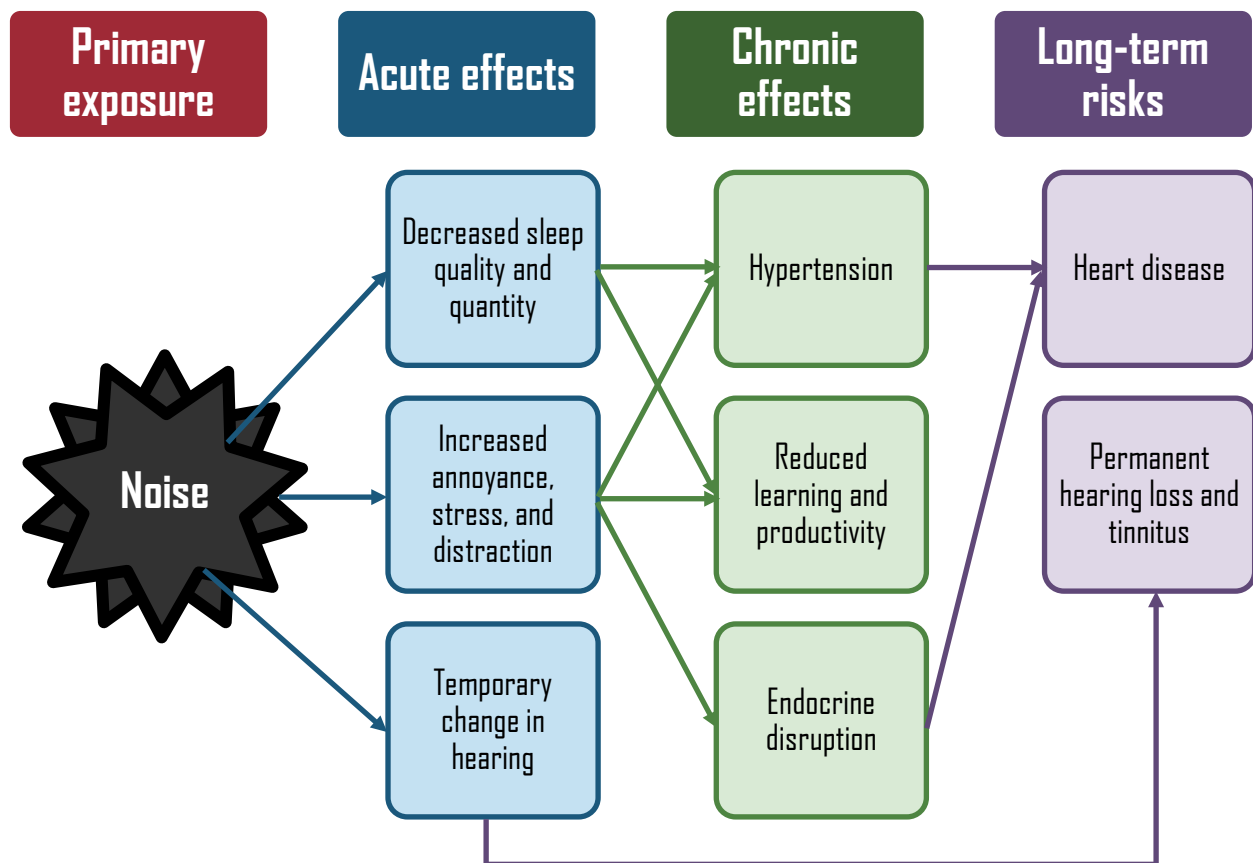 Primary
exposure
Acute effects
Chronic
effects
Long-term
risks
Noise
Decreased sleep
quality and
quantity
Increased
annoyance,
stress, and
distraction
Temporary
change in
hearing
Hypertension
Reduced
learning and
productivity
Endocrine
disruption
Heart disease
Permanent
hearing loss and
tinnitus